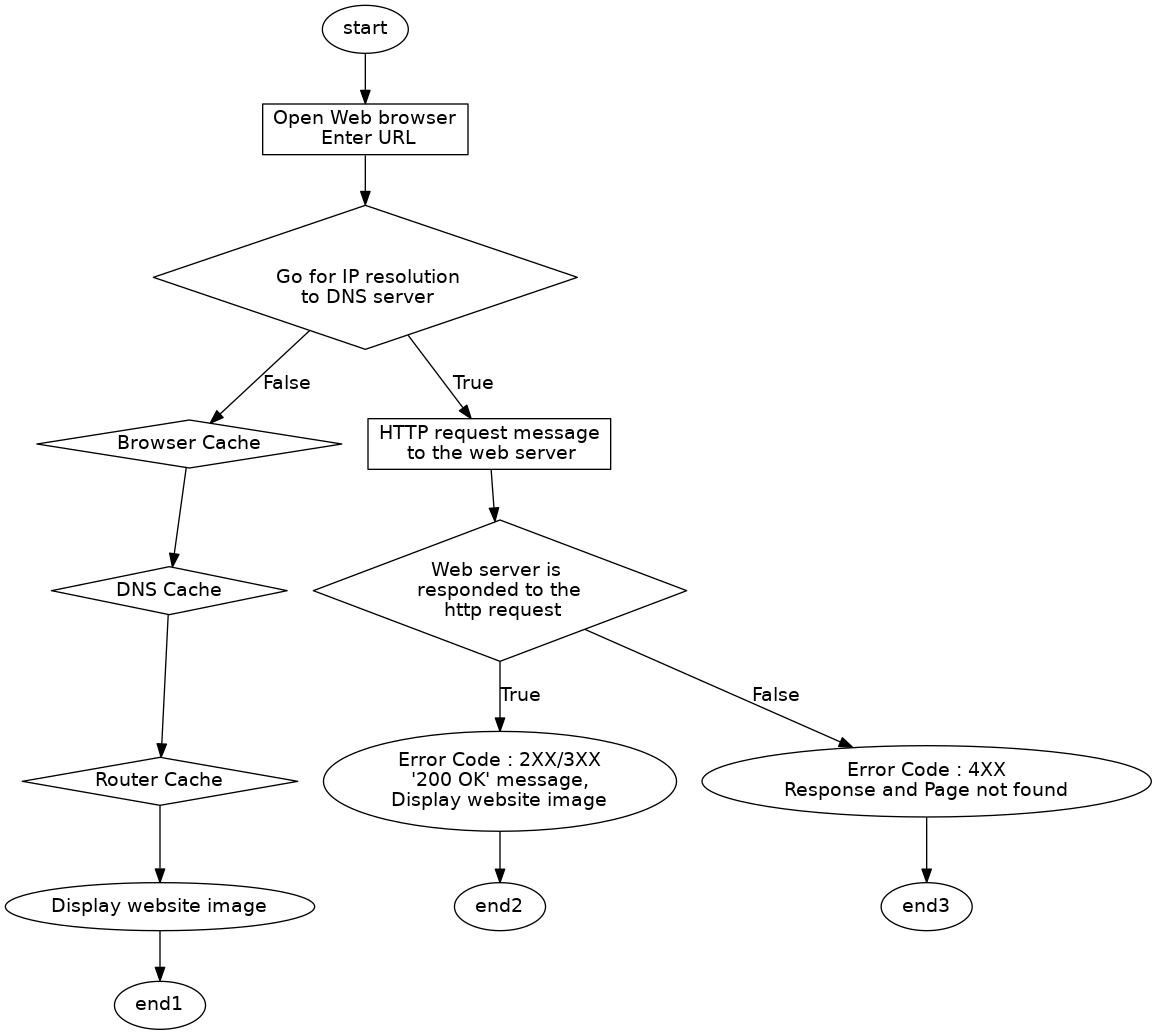 start
Open Web browser
Enter URL
Go for IP resolution
to DNS server
False
True
Browser Cache
HTTP request message
to the web server
DNS Cache
Web server is
responded to the
http request
True
False
Router Cache
Error Code : 2XX/3XX
'200 OK' message,
Display website image
Error Code : 4XX
Response and Page not found
Display website image
end2
end3
end1